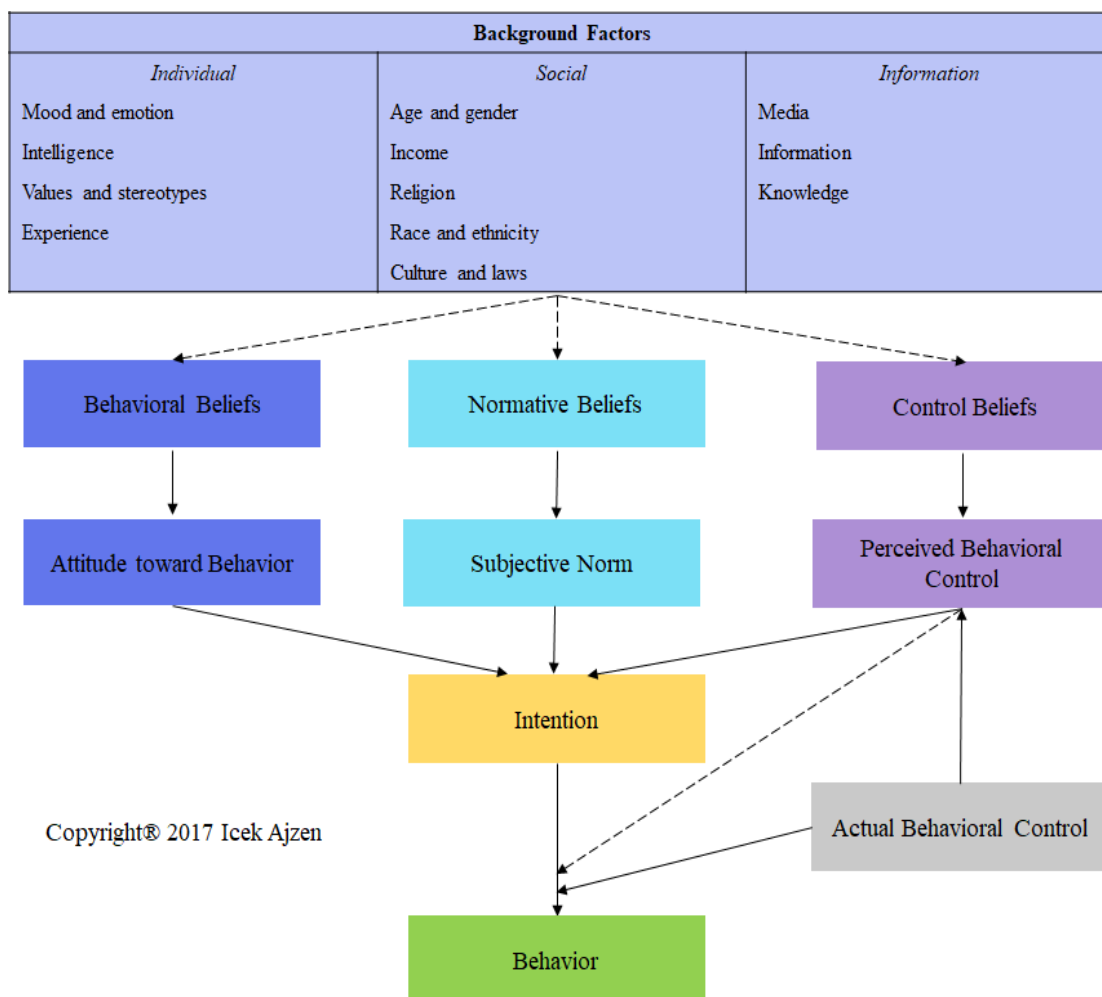 Background Factors
Individual
Social
Information
Mood and emotion
Age and gender
Media
Intelligence
Income
Information
Values and stereotypes
Religion
Knowledge
Experience
Race and ethnicity
Culture and laws
Behavioral Beliefs
Normative Beliefs
Control Beliefs
Attitude toward Behavior
Subjective Norm
Perceived Behavioral
Control
Intention
Copyright® 2017 Icek Ajzen
Actual Behavioral Control
Behavior